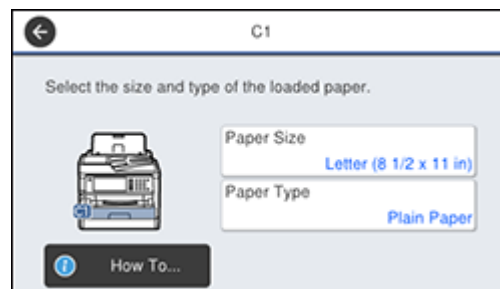 C1
Select the size and type of the loaded paper.
Paper Size
Letter (8 1/2 x 11 in)
Paper Type
Plain Paper
C1
How To...